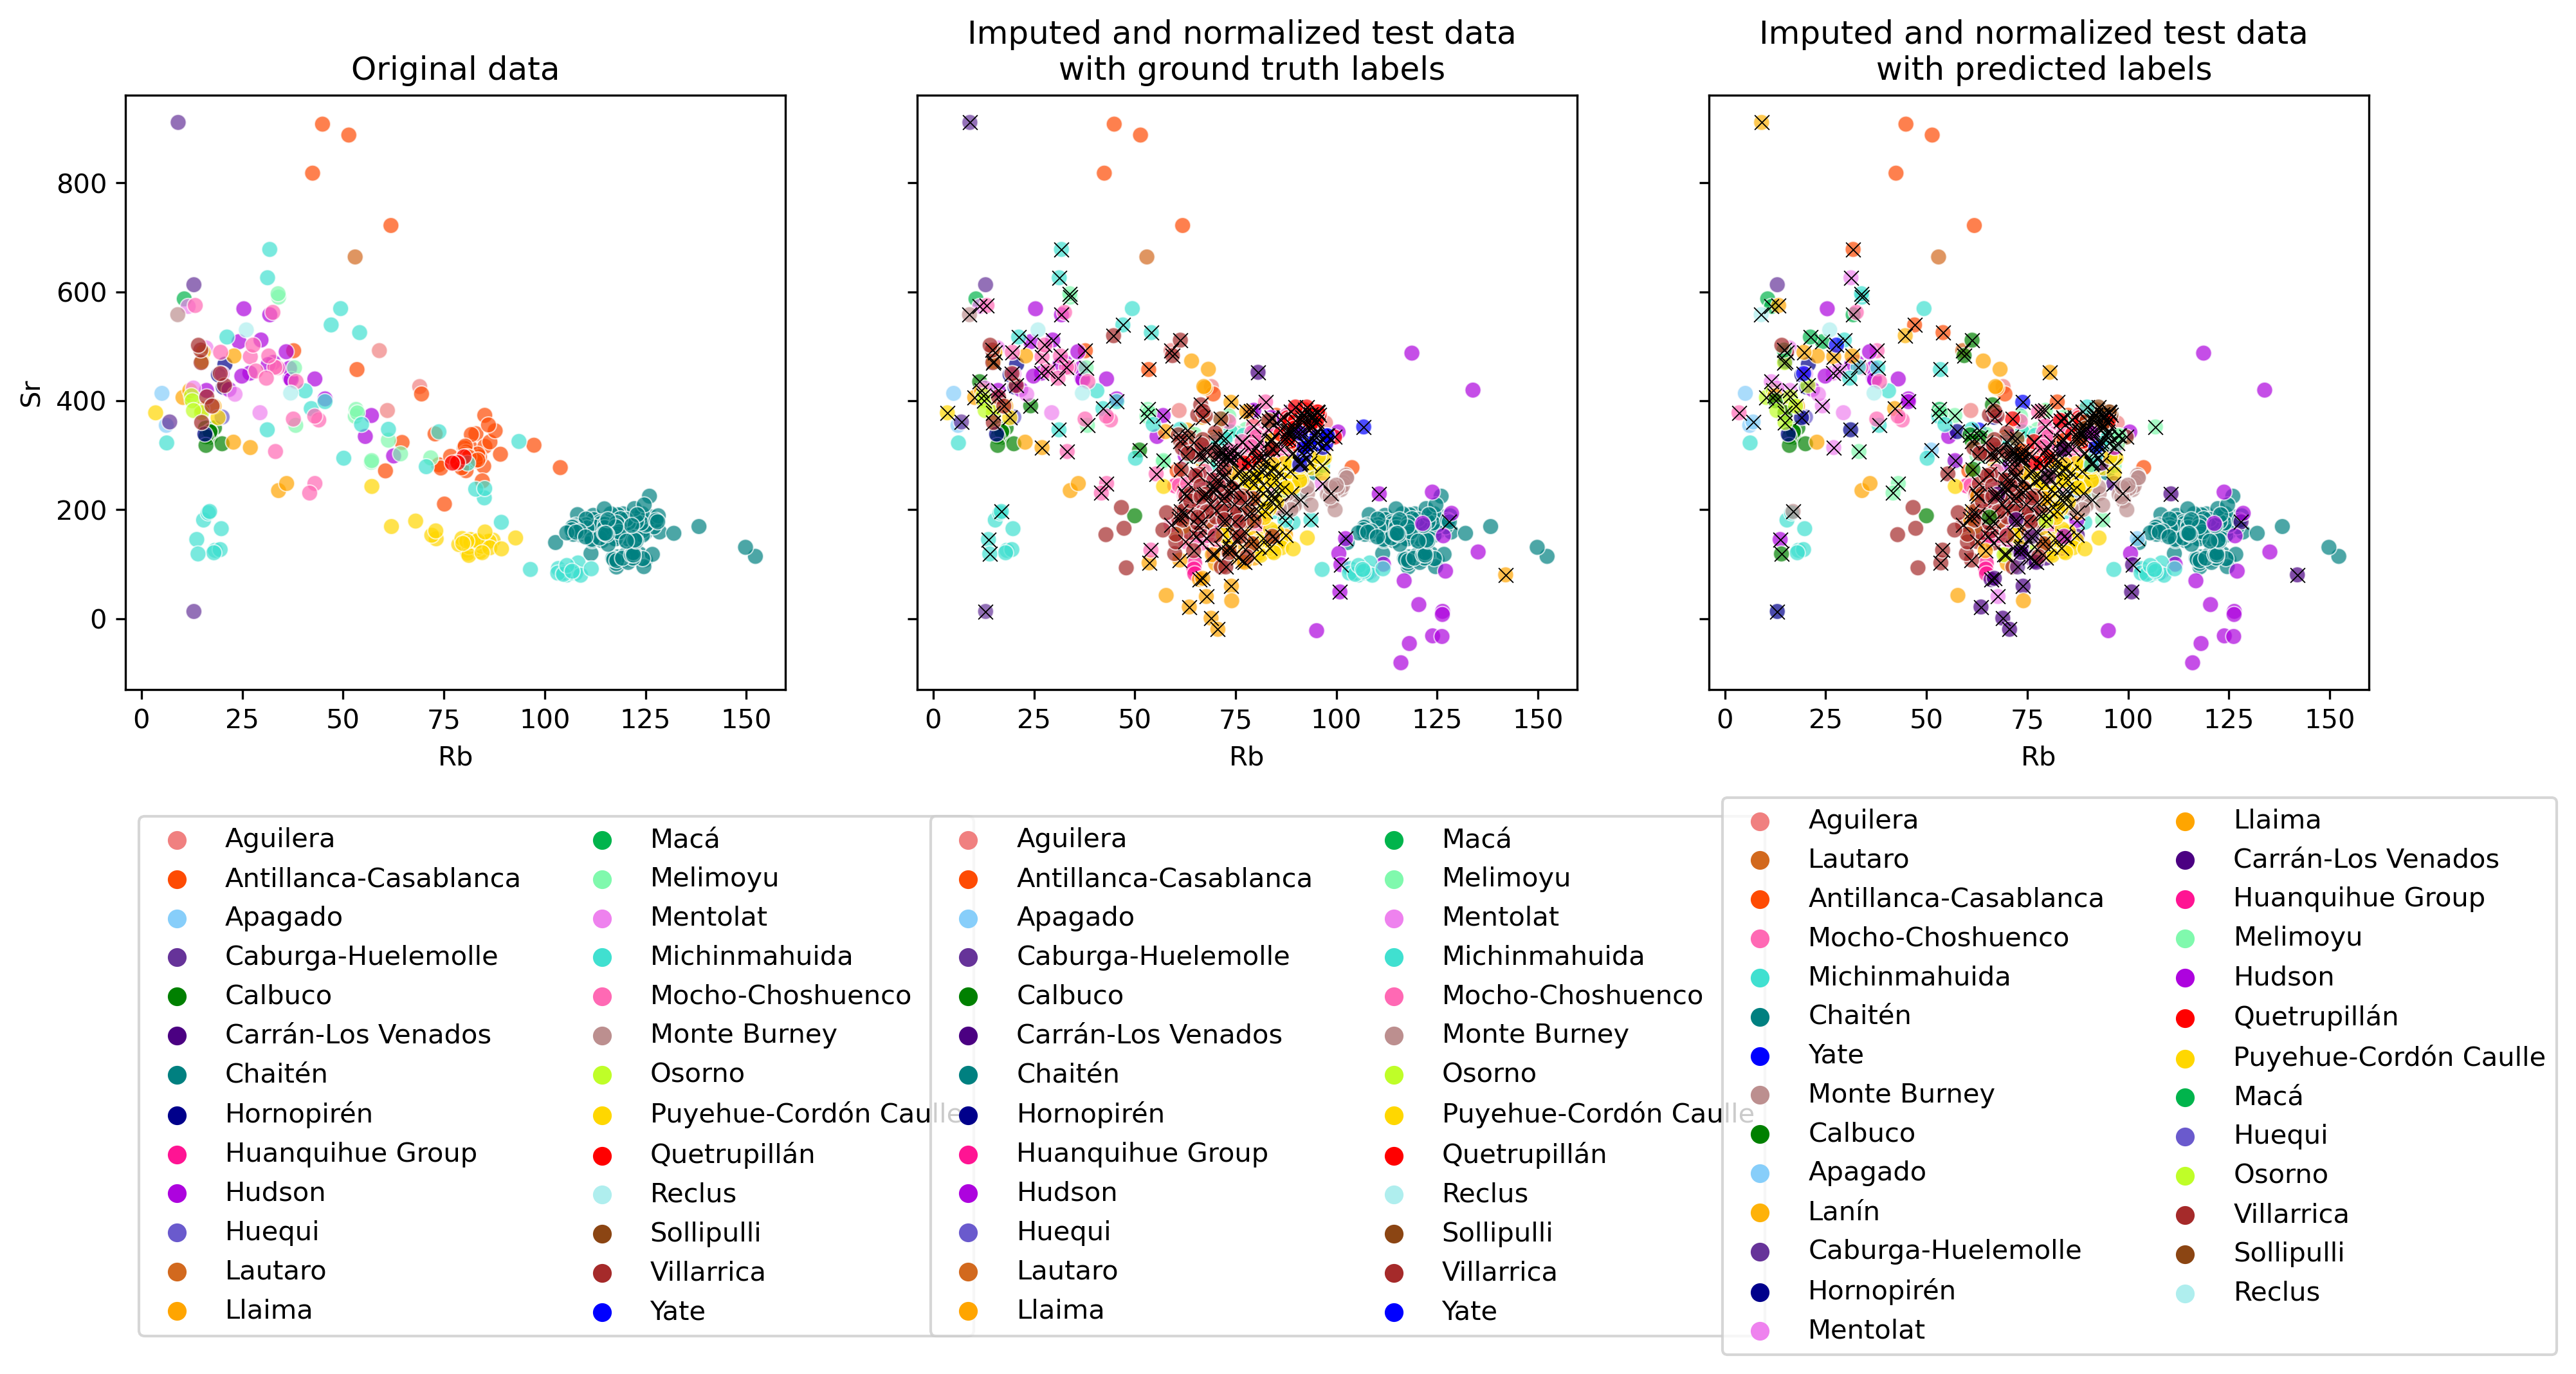 Original data
Imputed and normalized test data
with ground truth labels
Imputed and normalized test data
with predicted labels
Sr
800
600
400
200
0
0 25 50 75 100 125 150
Rb
0 25 50 75 100 125 150
Rb
0 25 50 75 100 125 150
Rb
Aguilera
Antillanca-Casablanca
Apagado
Caburga-Huelemolle
Calbuco
Carrán-Los Venados
Chaitén
Hornopirén
Huanquihue Group
Hudson
Huequi
Lautaro
Llaima
Macá
Melimoyu
Mentolat
Michinmahuida
Mocho-Choshuenco
Monte Burney
Osorno
Puyehue-Cordón Caulle
Quetrupillán
Reclus
Sollipulli
Villarrica
Yate
Aguilera
Antillanca-Casablanca
Apagado
Caburga-Huelemolle
Calbuco
Carrán-Los Venados
Chaitén
Hornopirén
Huanquihue Group
Hudson
Huequi
Lautaro
Llaima
Macá
Melimoyu
Mentolat
Michinmahuida
Mocho-Choshuenco
Monte Burney
Osorno
Puyehue-Cordón Caulle
Quetrupillán
Reclus
Sollipulli
Villarrica
Yate
Aguilera
Lautaro
Antillanca-Casablanca
Mocho-Choshuenco
Michinmahuida
Chaitén
Yate
Monte Burney
Calbuco
Apagado
Lanín
Caburga-Huelemolle
Hornopirén
Mentolat
Llaima
Carrán-Los Venados
Huanquihue Group
Melimoyu
Hudson
Quetrupillán
Puyehue-Cordón Caulle
Macá
Huequi
Osorno
Villarrica
Sollipulli
Reclus